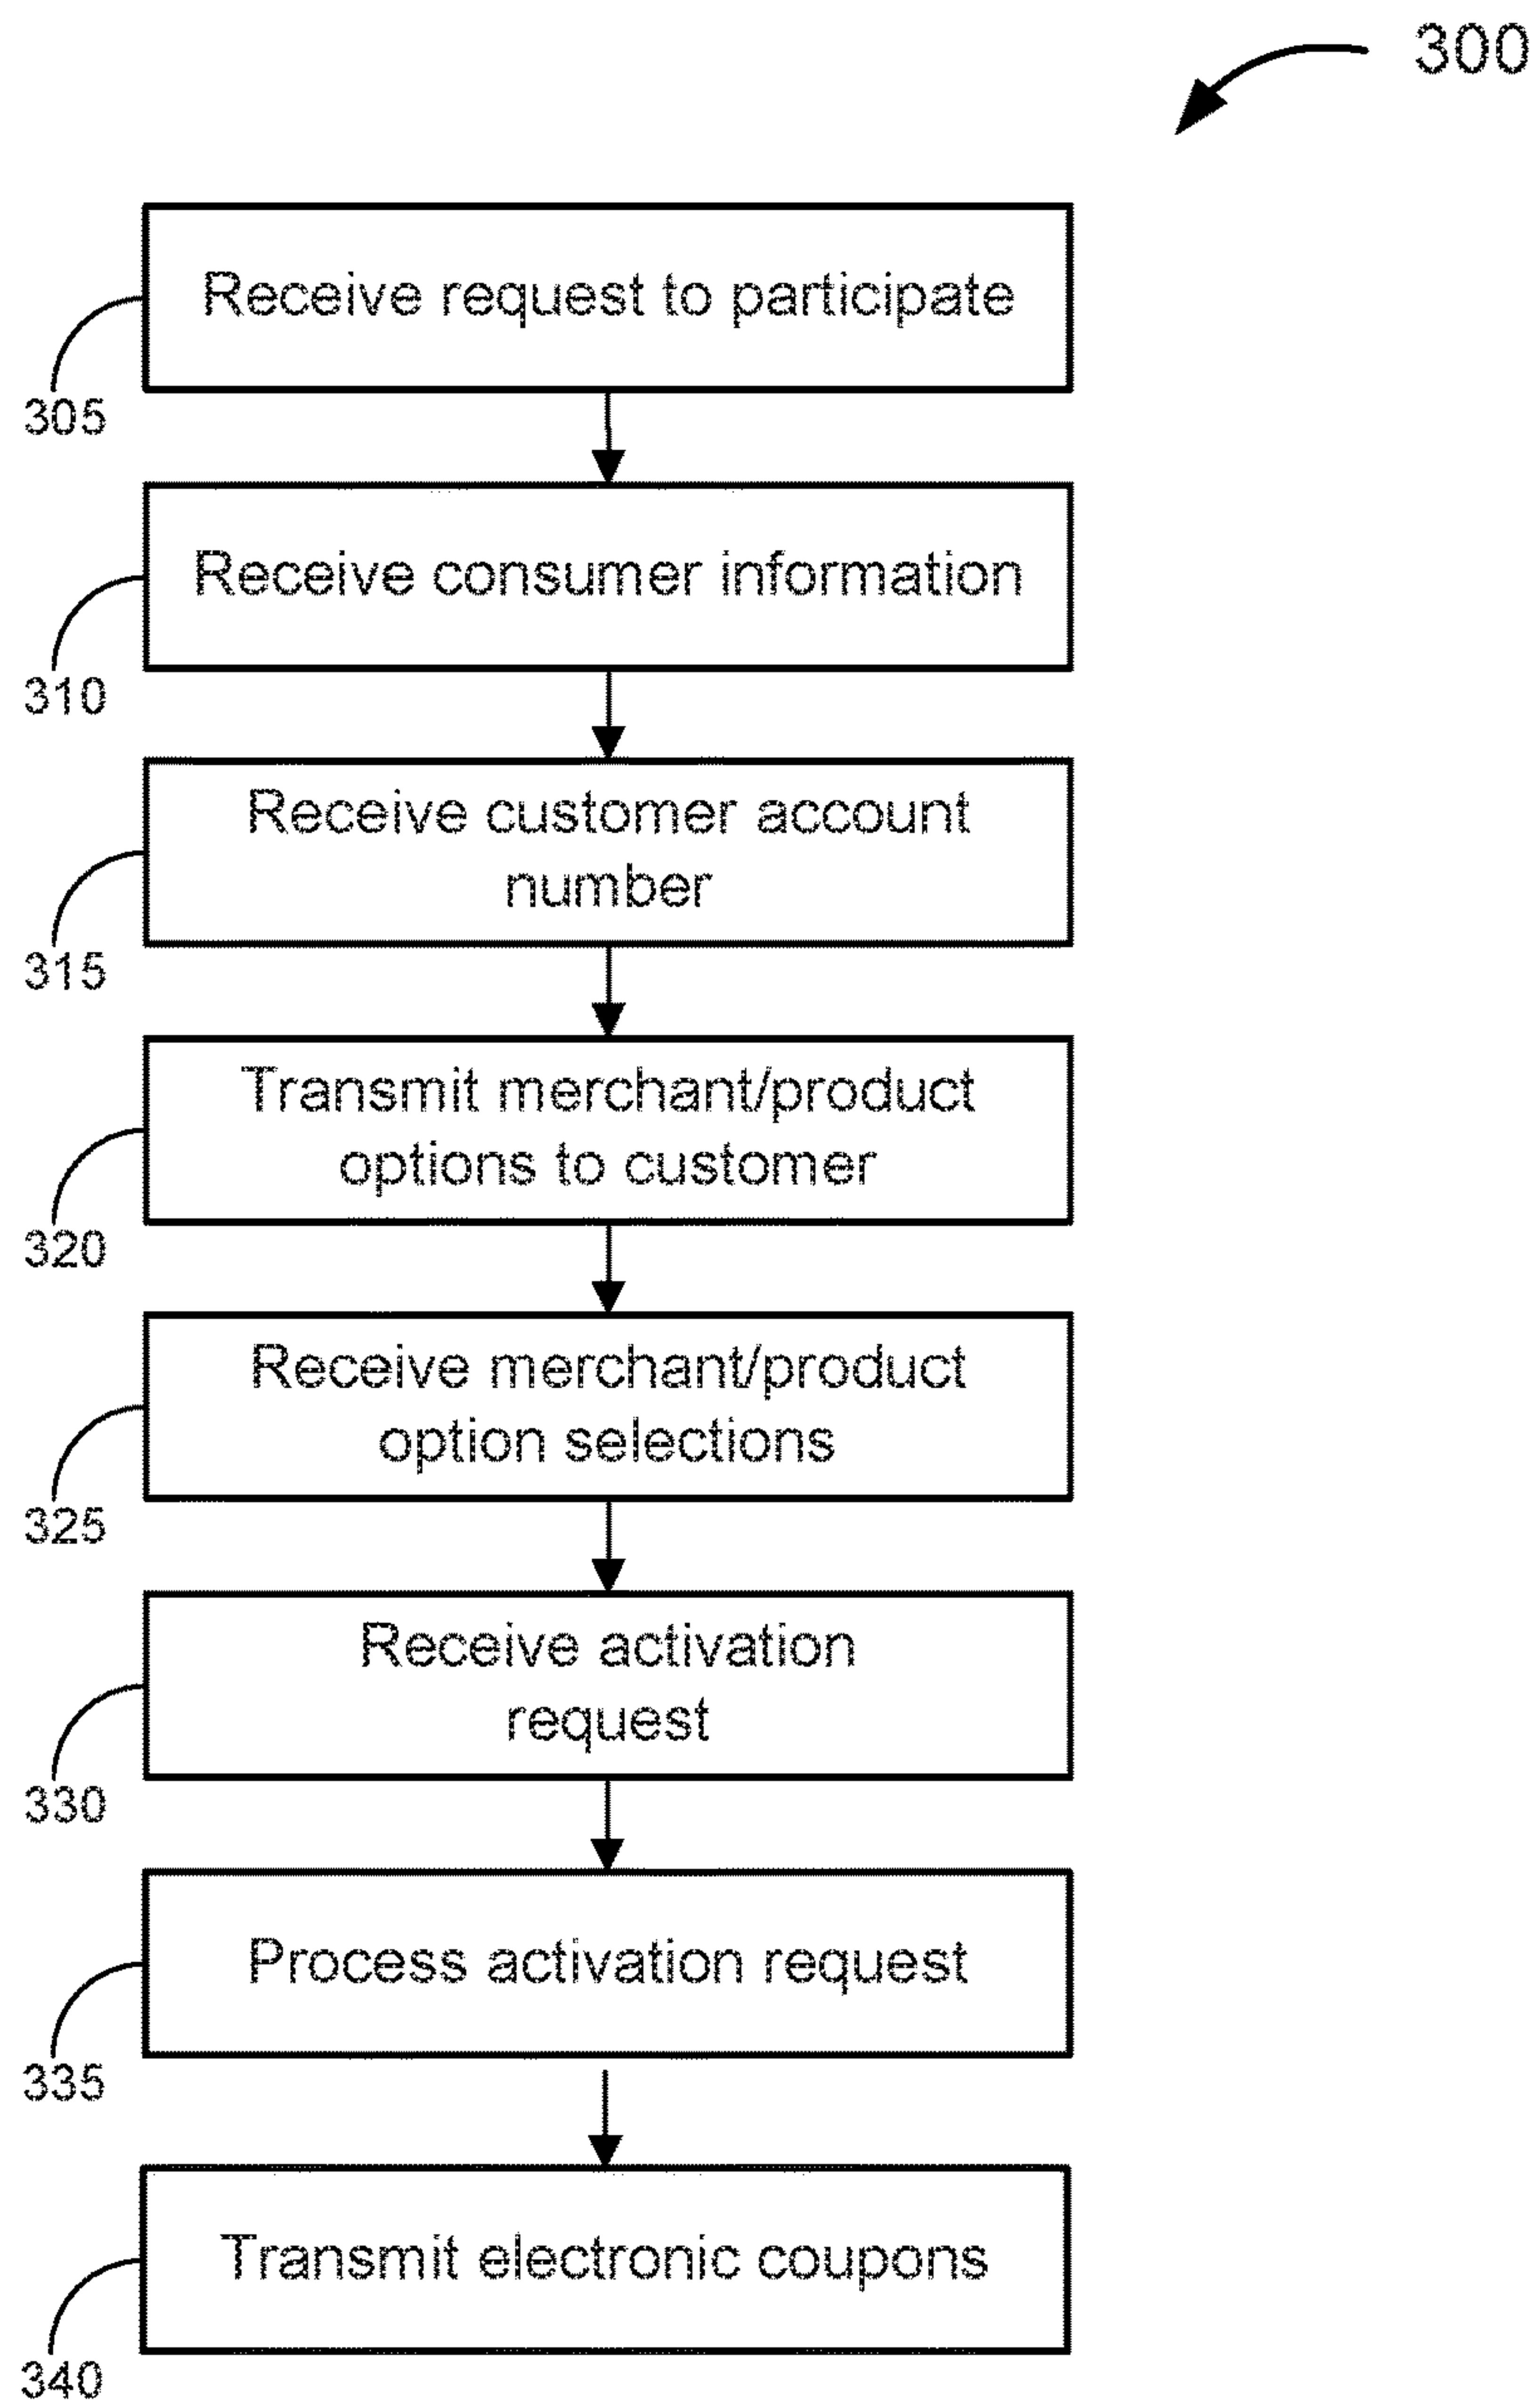 300
Receive request to participate
305
Receive consumer information
310
Receive customer account
number
315
Transmit merchant/product
options to customer
320
Receive merchant/product
option selections
325
Receive activation
request
330
Process activation request
335
Transmit electronic coupons
340